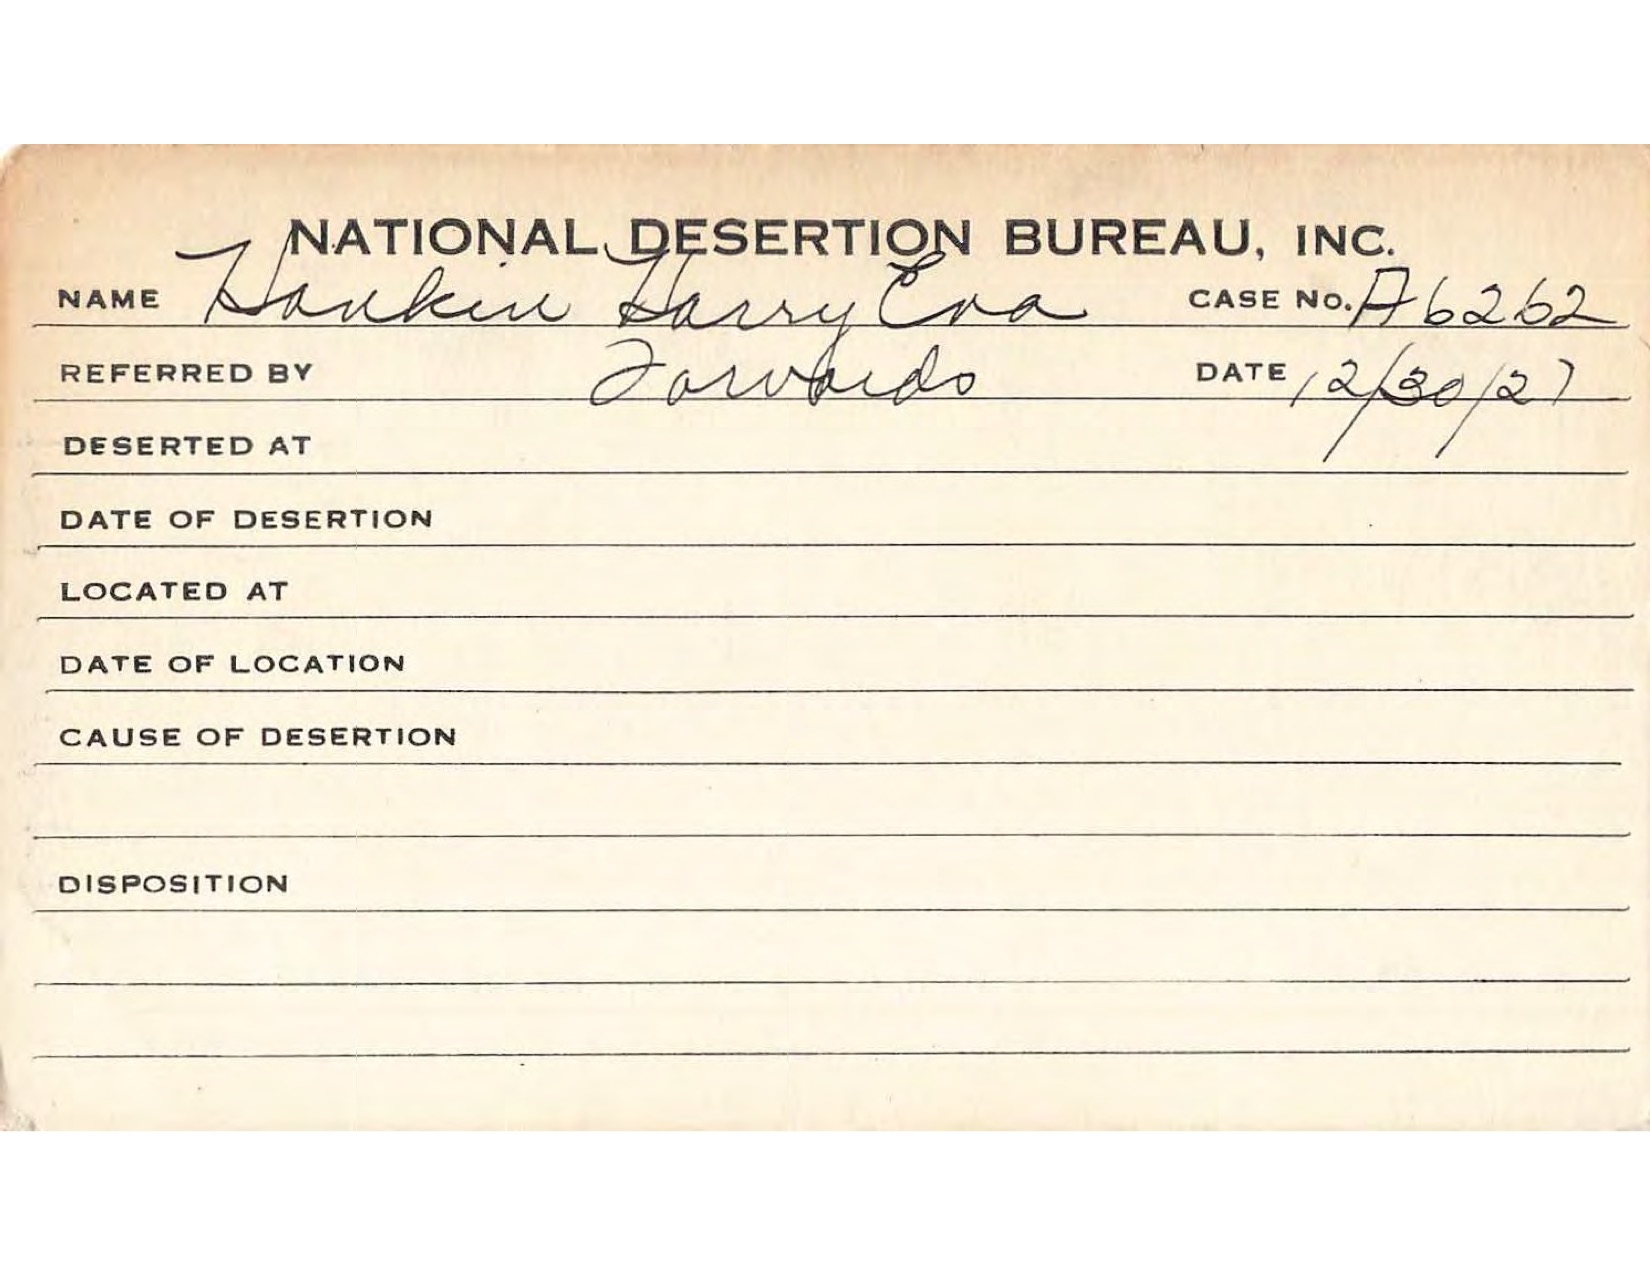 NATIONAL DESERTION BUREAU, INC.
NAME Hankin Harry Eva CASE NO. A6262
REFERRED BY Forwards DATE 12/30/27
DESERTED AT
DATE OF DESERTION
LOCATED AT
DATE OF LOCATION
CAUSE OF DESERTION
DISPOSITION